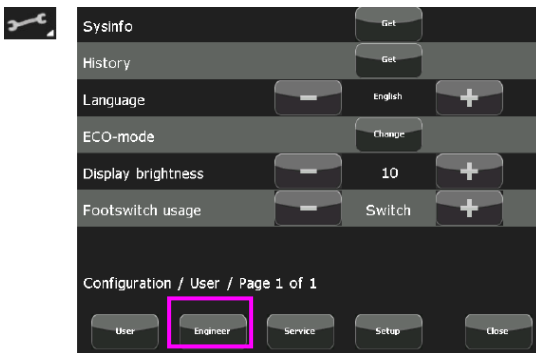 Sysinfo Get
History Get
Language − English +
ECO-mode Change
Display brightness − 10 +
Footswitch usage − Switch +
Configuration / User / Page 1 of 1
User Engineer Service Setup Close